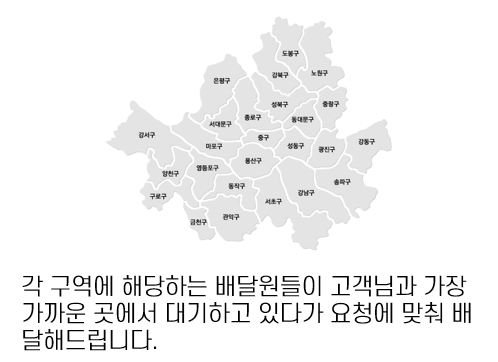 도봉구
강북구
노원구
은평구
성북구
중랑구
종로구
동대문구
서대문구
강서구
중구
마포구
성동구
광진구
강동구
용산구
양천구
영등포구
송파구
동작구
강남구
구로구
서초구
관악구
금천구
각 구역에 해당하는 배달원들이 고객님과 가장
가까운 곳에서 대기하고 있다가 요청에 맞춰 배
달해드립니다.